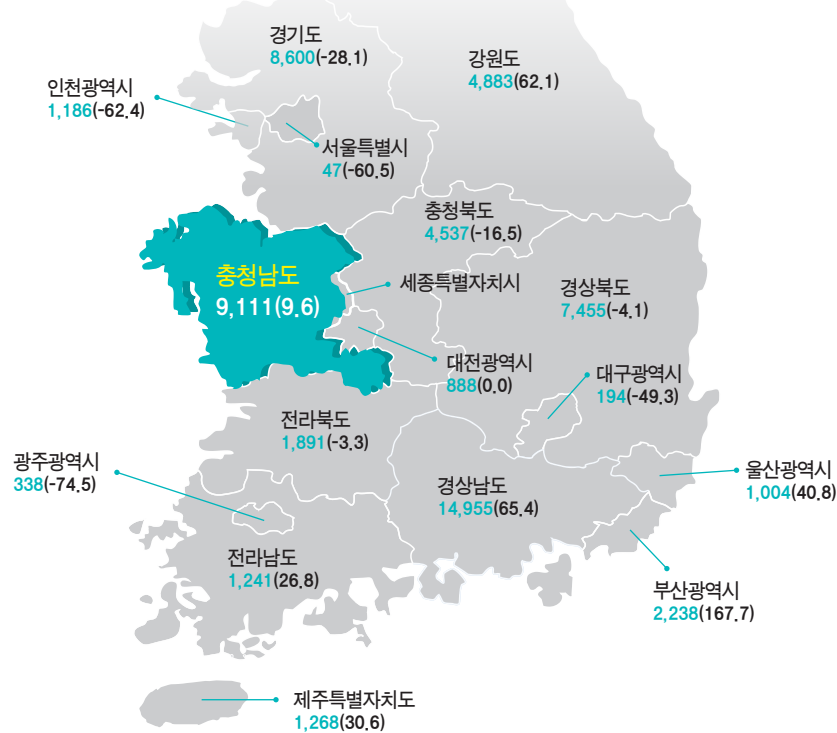 경기도
8,600(-28.1)
강원도
4,883(62.1)
인천광역시
1,186(-62.4)
서울특별시
47(-60.5)
충청북도
4,537(-16.5)
충청남도
9,111(9.6)
세종특별자치시
경상북도
7,455(-4.1)
대전광역시
888(0.0)
대구광역시
194(-49.3)
전라북도
1,891(-3.3)
광주광역시
338(-74.5)
경상남도
14,955(65.4)
울산광역시
1,004(40.8)
전라남도
1,241(26.8)
부산광역시
2,238(167.7)
제주특별자치도
1,268(30.6)